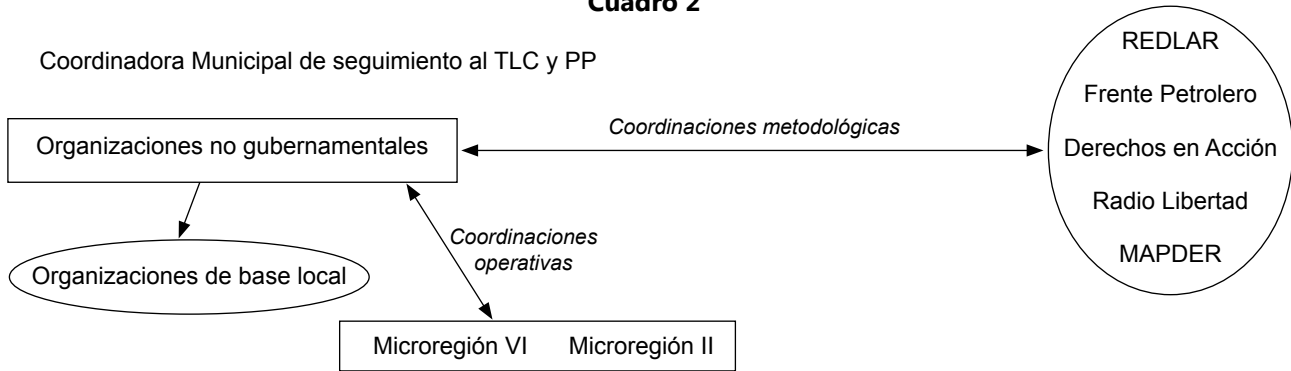 Cuadro 2
Coordinadora Municipal de seguimiento al TLC y PP
Organizaciones no gubernamentales
Coordinaciones metodológicas
REDLAR
Frente Petrolero
Derechos en Acción
Radio Libertad
MAPDER
Coordinaciones
operativas
Organizaciones de base local
Microregión VI Microregión II